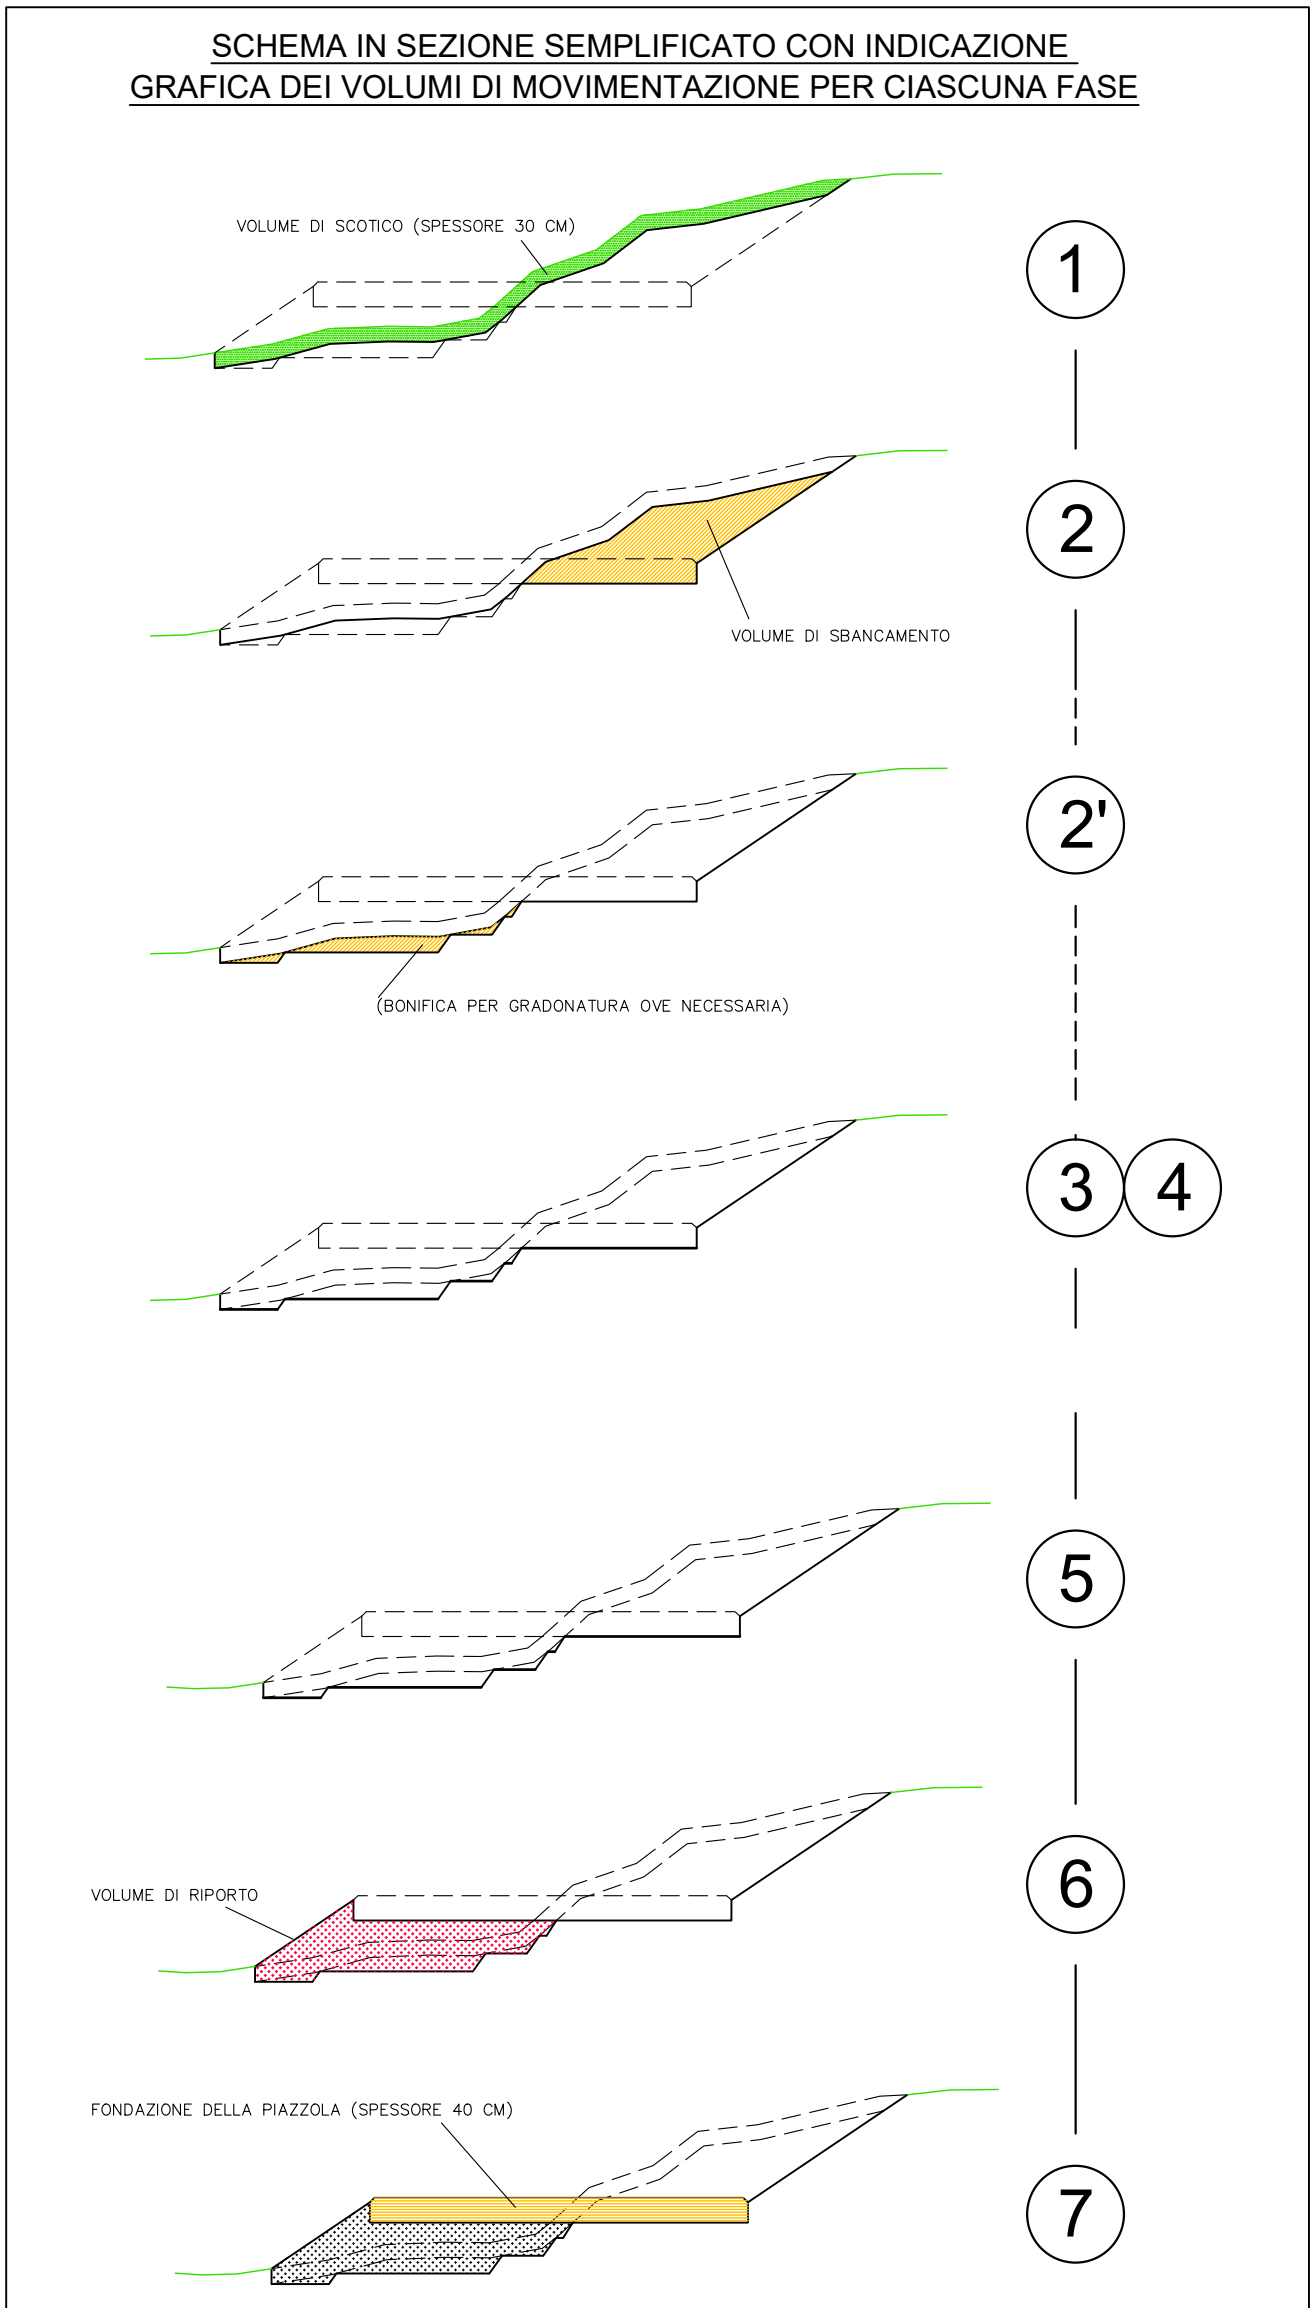 SCHEMA IN SEZIONE SEMPLIFICATO CON INDICAZIONE
GRAFICA DEI VOLUMI DI MOVIMENTAZIONE PER CIASCUNA FASE
VOLUME DI SCOTICO (SPESSORE 30 CM)
1
2
VOLUME DI SBANCAMENTO
2'
(BONIFICA PER GRADONATURA OVE NECESSARIA)
3 4
5
VOLUME DI RIPORTO
6
FONDAZIONE DELLA PIAZZOLA (SPESSORE 40 CM)
7